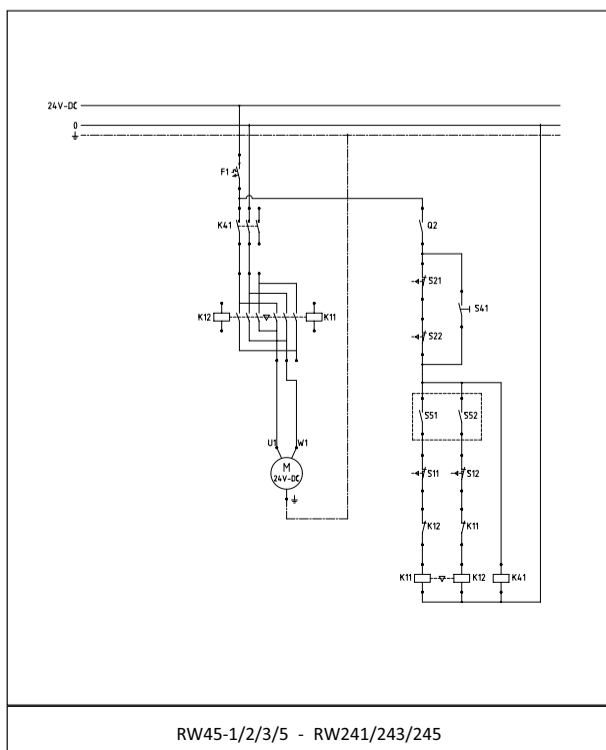 24V-DC
0
F1
K41
Q2
S21
S41
K12
K11
S22
S51
S52
U1
W1
M
24V-DC
S11
S12
K12
K11
K11
K12
K41
RW45-1/2/3/5 - RW241/243/245